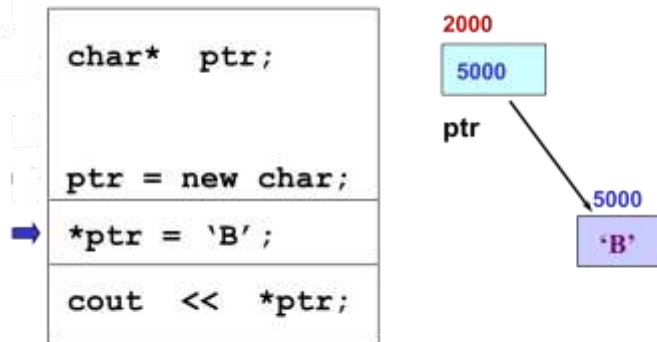 char* ptr;
ptr = new char;
*ptr = ‘B’;
cout << *ptr;
2000
5000
ptr
5000
‘B’